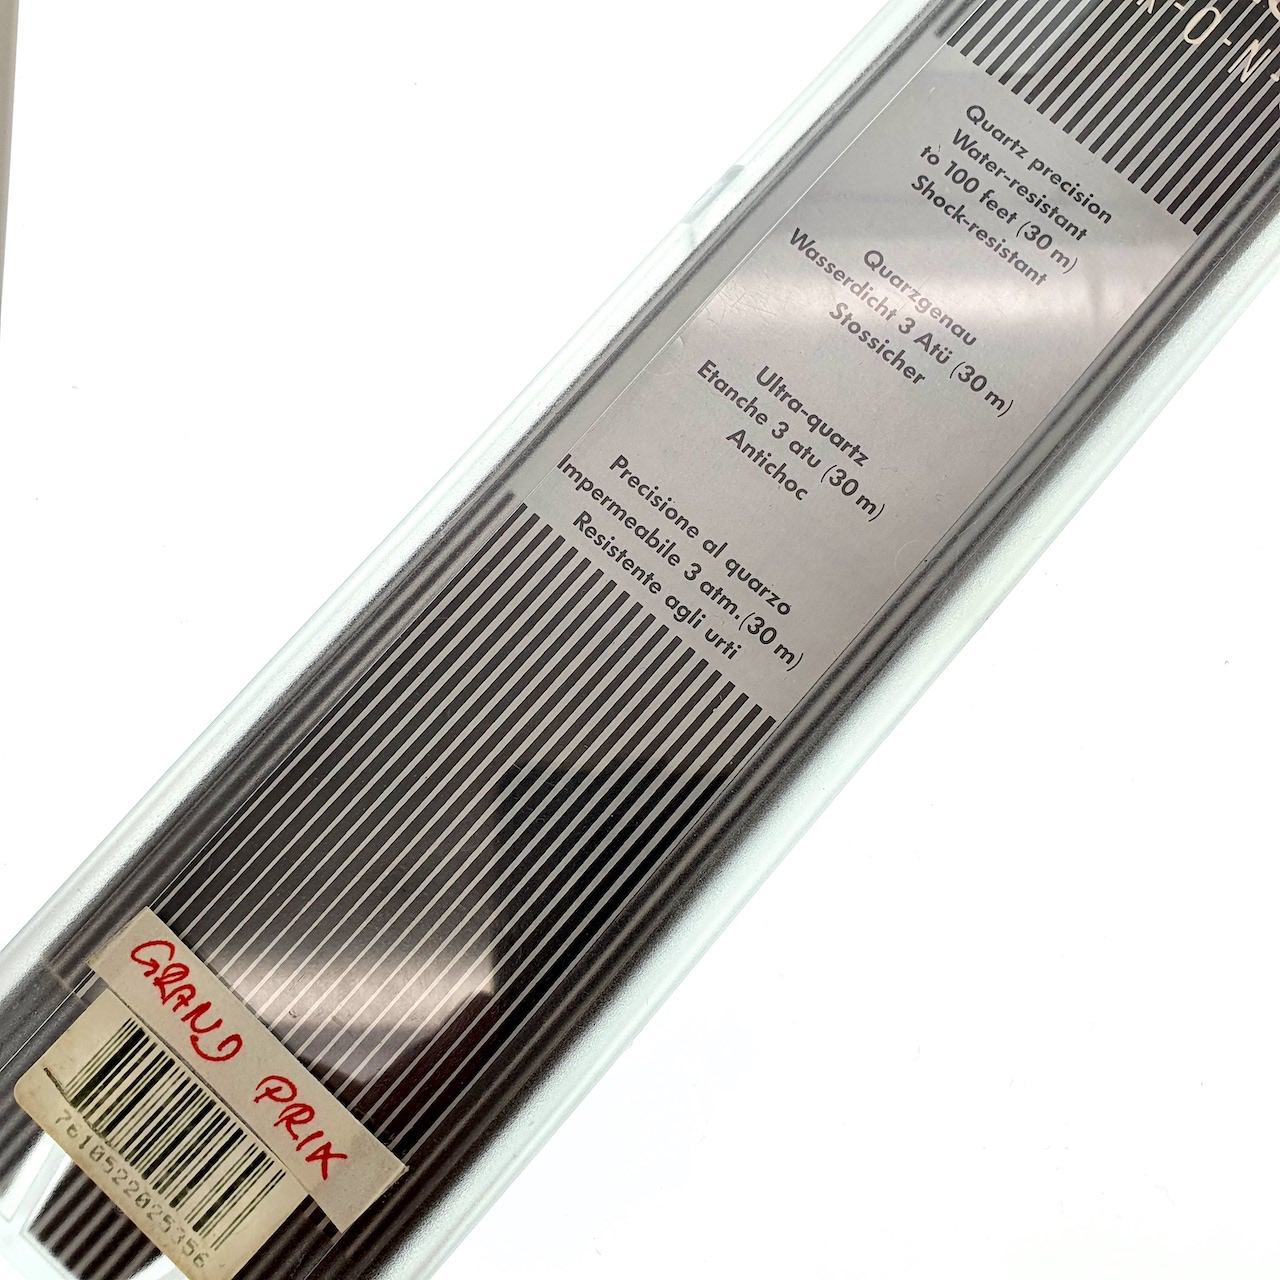 Quartz precision
Water-resistant
to 100 feet (30 m)
Shock-resistant
Quarzgenau
Wasserdicht 3 Atü (30 m)
Stossicher
Ultra-quartz
Etanche 3 atu (30 m)
Antichoc
Precisione al quarzo
Impermeabile 3 atm. (30 m)
Resistente agli urti
GRAND PRIX
7610522025356